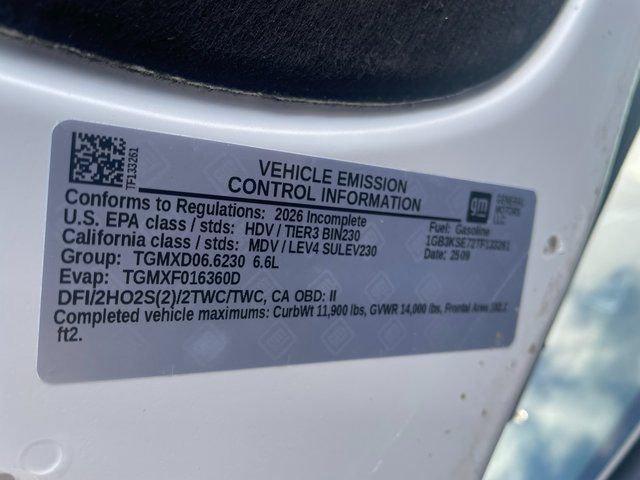 TF133261
VEHICLE EMISSION
CONTROL INFORMATION
gm
GENERAL
MOTORS
LLC
Conforms to Regulations: 2026 Incomplete
Fuel: Gasoline
U.S. EPA class / stds: HDV / TIER3 BIN230
1GB3KSE72TF133261
California class / stds: MDV / LEV4 SULEV230
Date: 2509
Group: TGMXD06.6230 6.6L
Evap: TGMXF016360D
DFI/2HO2S(2)/2TWC/TWC, CA OBD: II
Completed vehicle maximums: CurbWt 11,900 lbs, GVWR 14,000 lbs, Frontal Area
ft2.